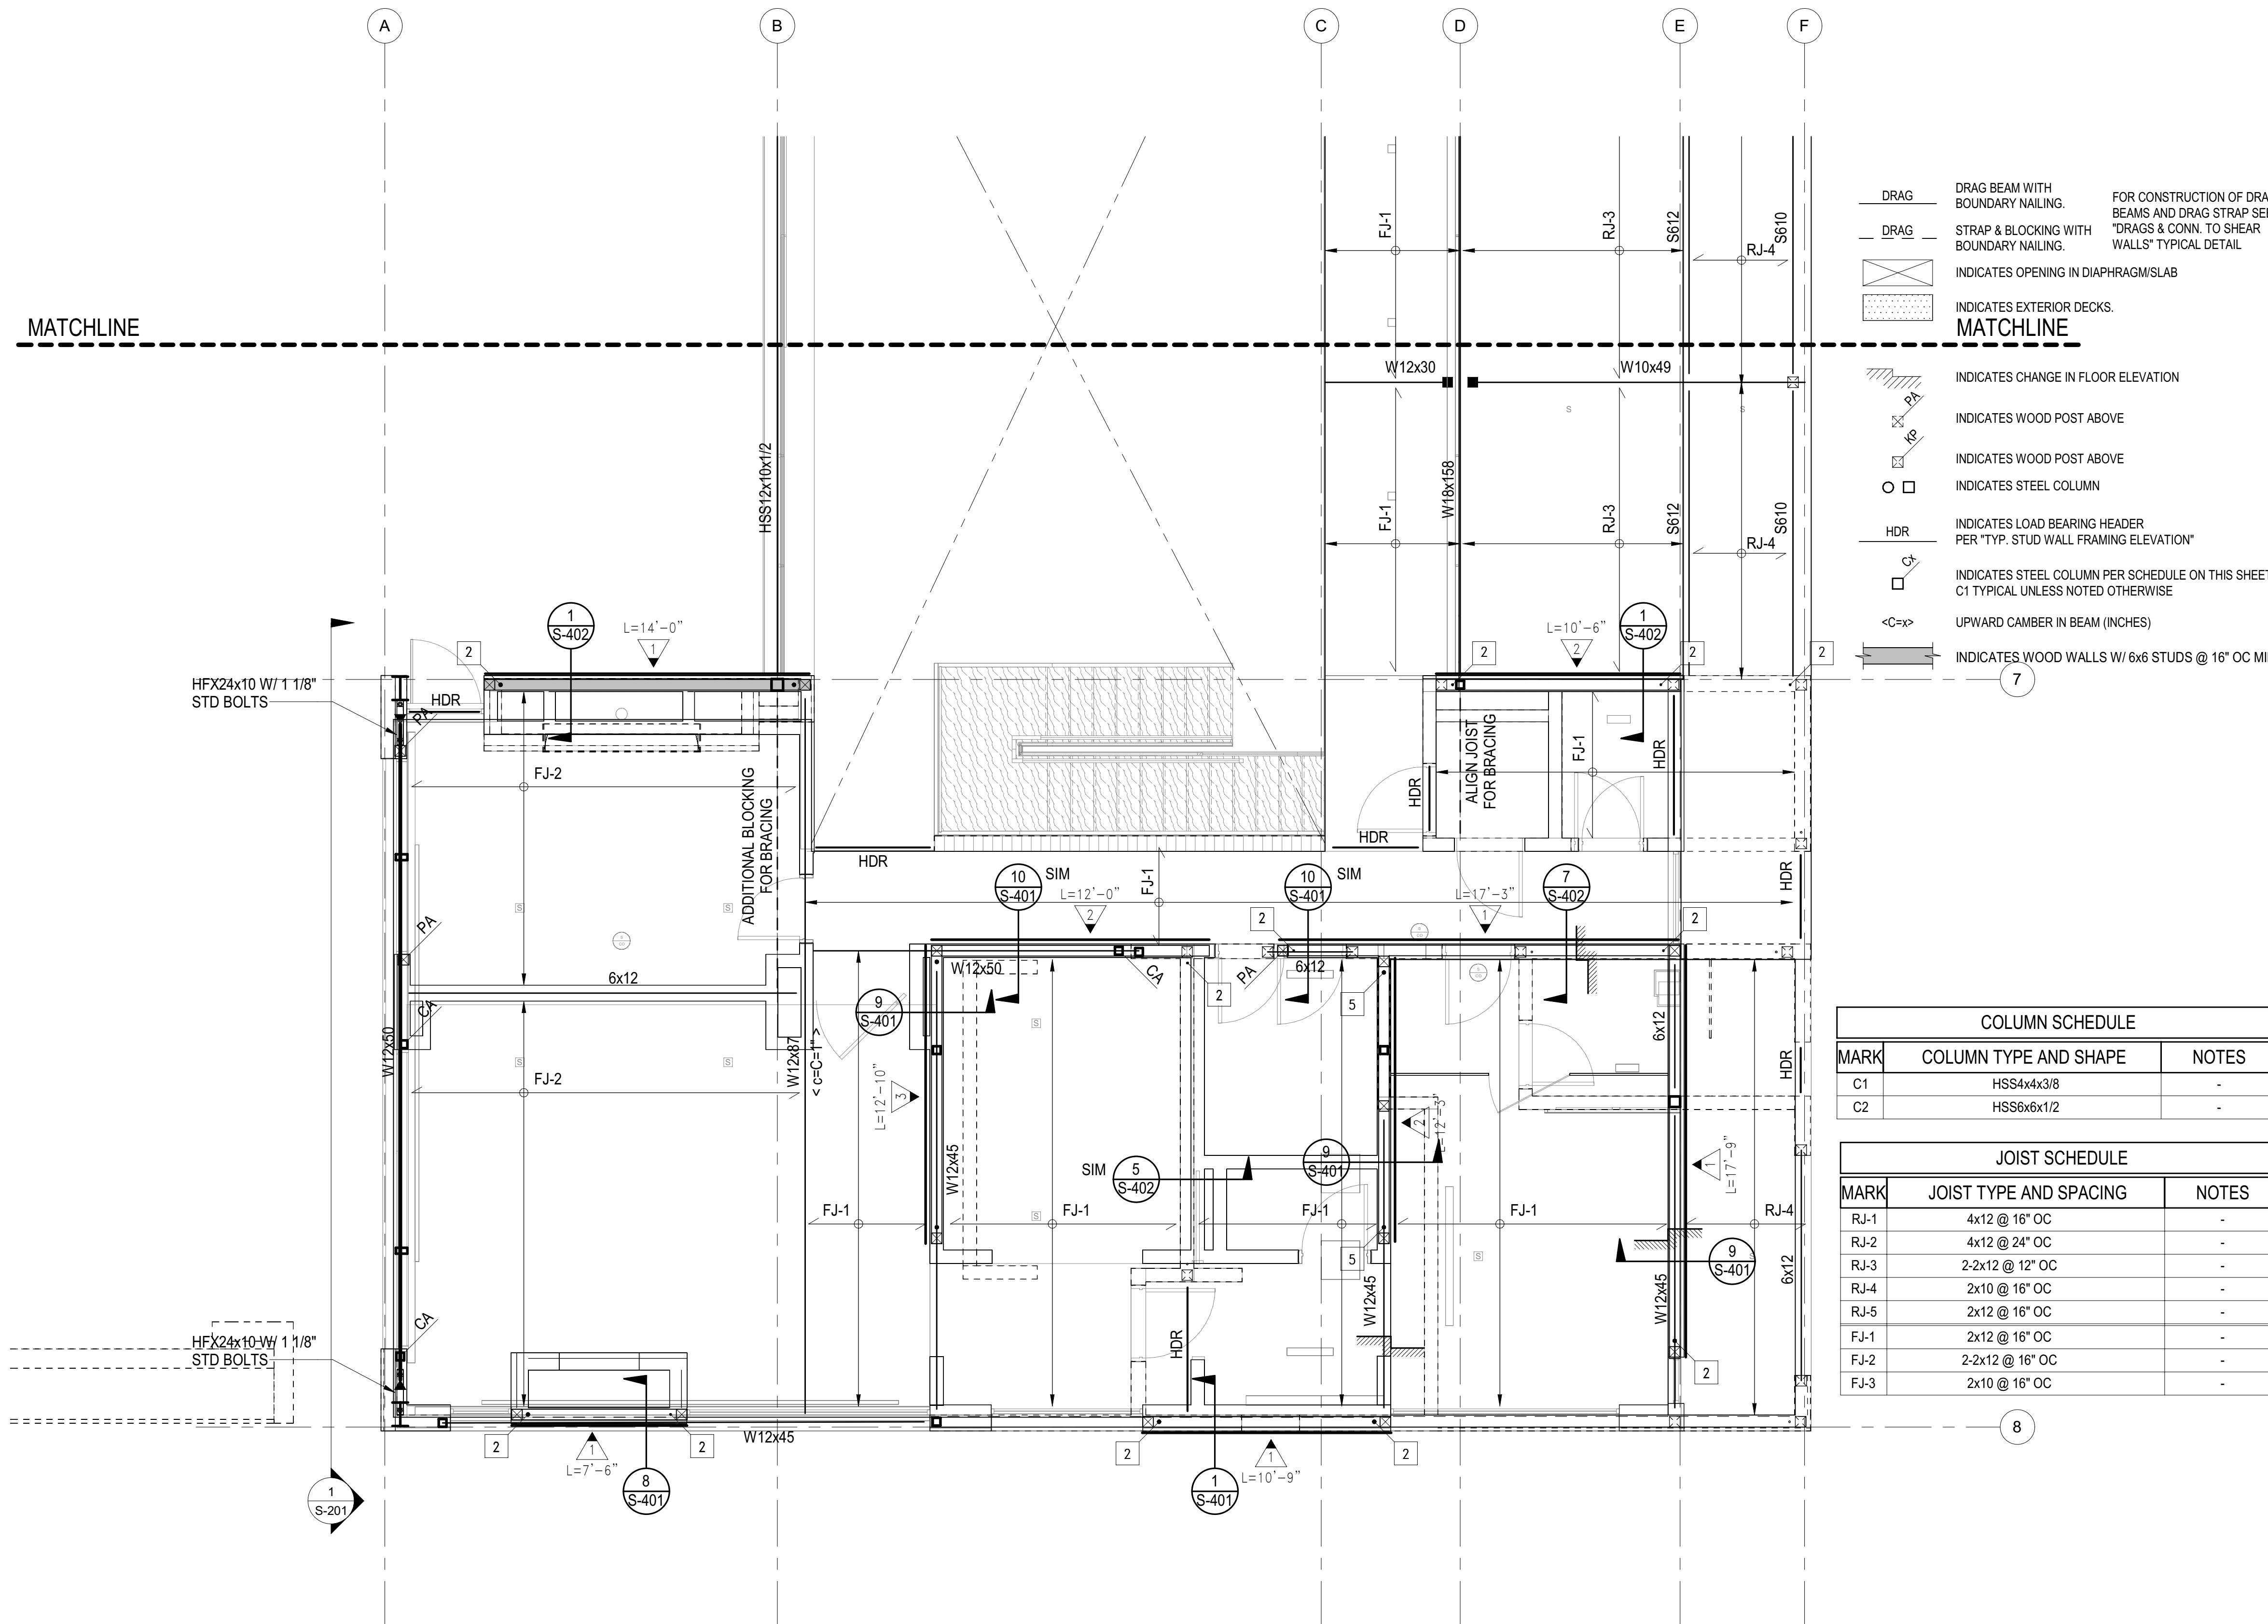 A
B
C
D
E
F
DRAG
DRAG BEAM WITH
BOUNDARY NAILING.
DRAG
STRAP & BLOCKING WITH
BOUNDARY NAILING.
FOR CONSTRUCTION OF DRA
BEAMS AND DRAG STRAP SE
"DRAGS & CONN. TO SHEAR
WALLS" TYPICAL DETAIL
INDICATES OPENING IN DIAPHRAGM/SLAB
INDICATES EXTERIOR DECKS.
MATCHLINE
MATCHLINE
INDICATES CHANGE IN FLOOR ELEVATION
PA
INDICATES WOOD POST ABOVE
KP
INDICATES WOOD POST ABOVE
INDICATES STEEL COLUMN
HDR
INDICATES LOAD BEARING HEADER
PER "TYP. STUD WALL FRAMING ELEVATION"
Cx
INDICATES STEEL COLUMN PER SCHEDULE ON THIS SHEET
C1 TYPICAL UNLESS NOTED OTHERWISE
<C=x>
UPWARD CAMBER IN BEAM (INCHES)
INDICATES WOOD WALLS W/ 6x6 STUDS @ 16" OC MI
7
FJ-1
RJ-3
S612
RJ-4
S610
W12x30
W10x49
S
S
HSS12x10x1/2
FJ-1
W18x158
RJ-3
S612
RJ-4
S610
1
S-402
L=14'-0"
1
2
L=10'-6"
2
1
S-402
2
2
2
HFX24x10 W/ 1 1/8"
STD BOLTS
HDR
PA
FJ-2
ADDITIONAL BLOCKING
FOR BRACING
ALIGN JOIST
FOR BRACING
FJ-1
HDR
HDR
HDR
HDR
HDR
10
S-401
SIM
L=12'-0"
2
FJ-1
10
S-401
SIM
L=17'-3"
1
7
S-402
2
2
S
S
PA
6x12
CA
W12x50
W12x50
CA
2
PA
6x12
5
9
S-401
S
S
S
FJ-2
W12x87
< c=C=1" >
L=12'-10"
3
6x12
HDR
2
L=12'-3"
9
S-401
L=17'-9"
1
W12x45
SIM
5
S-402
FJ-1
FJ-1
FJ-1
FJ-1
RJ-4
S
S
5
9
S-401
W12x45
W12x45
6x12
HDR
2
CA
HFX24x10 W/ 1 1/8"
STD BOLTS
2
1
L=7'-6"
2
W12x45
8
S-401
2
1
L=10'-9"
2
1
S-401
8
1
S-201
COLUMN SCHEDULE
MARK COLUMN TYPE AND SHAPE NOTES
C1 HSS4x4x3/8 -
C2 HSS6x6x1/2 -
JOIST SCHEDULE
MARK JOIST TYPE AND SPACING NOTES
RJ-1 4x12 @ 16" OC -
RJ-2 4x12 @ 24" OC -
RJ-3 2-2x12 @ 12" OC -
RJ-4 2x10 @ 16" OC -
RJ-5 2x12 @ 16" OC -
FJ-1 2x12 @ 16" OC -
FJ-2 2-2x12 @ 16" OC -
FJ-3 2x10 @ 16" OC -